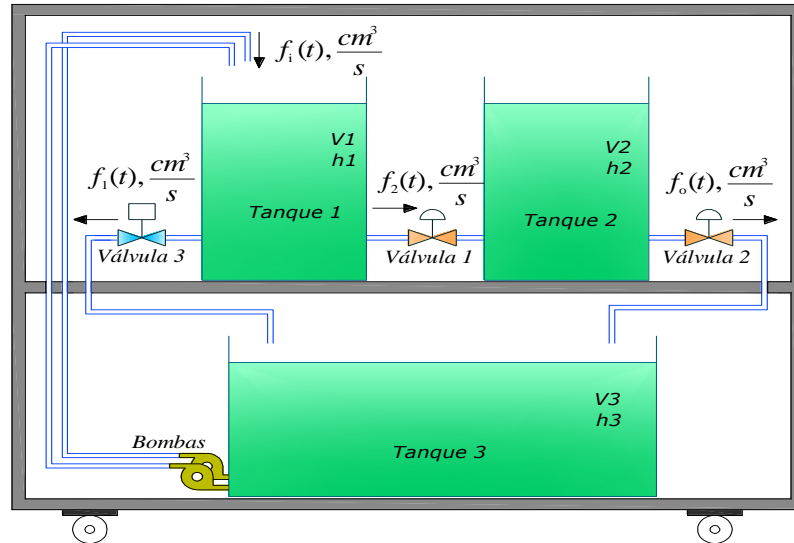 f_i(t), cm³/s
V1
h1
V2
h2
f_1(t), cm³/s
f_2(t), cm³/s
f_o(t), cm³/s
Tanque 1
Tanque 2
Válvula 3
Válvula 1
Válvula 2
V3
h3
Bombas
Tanque 3